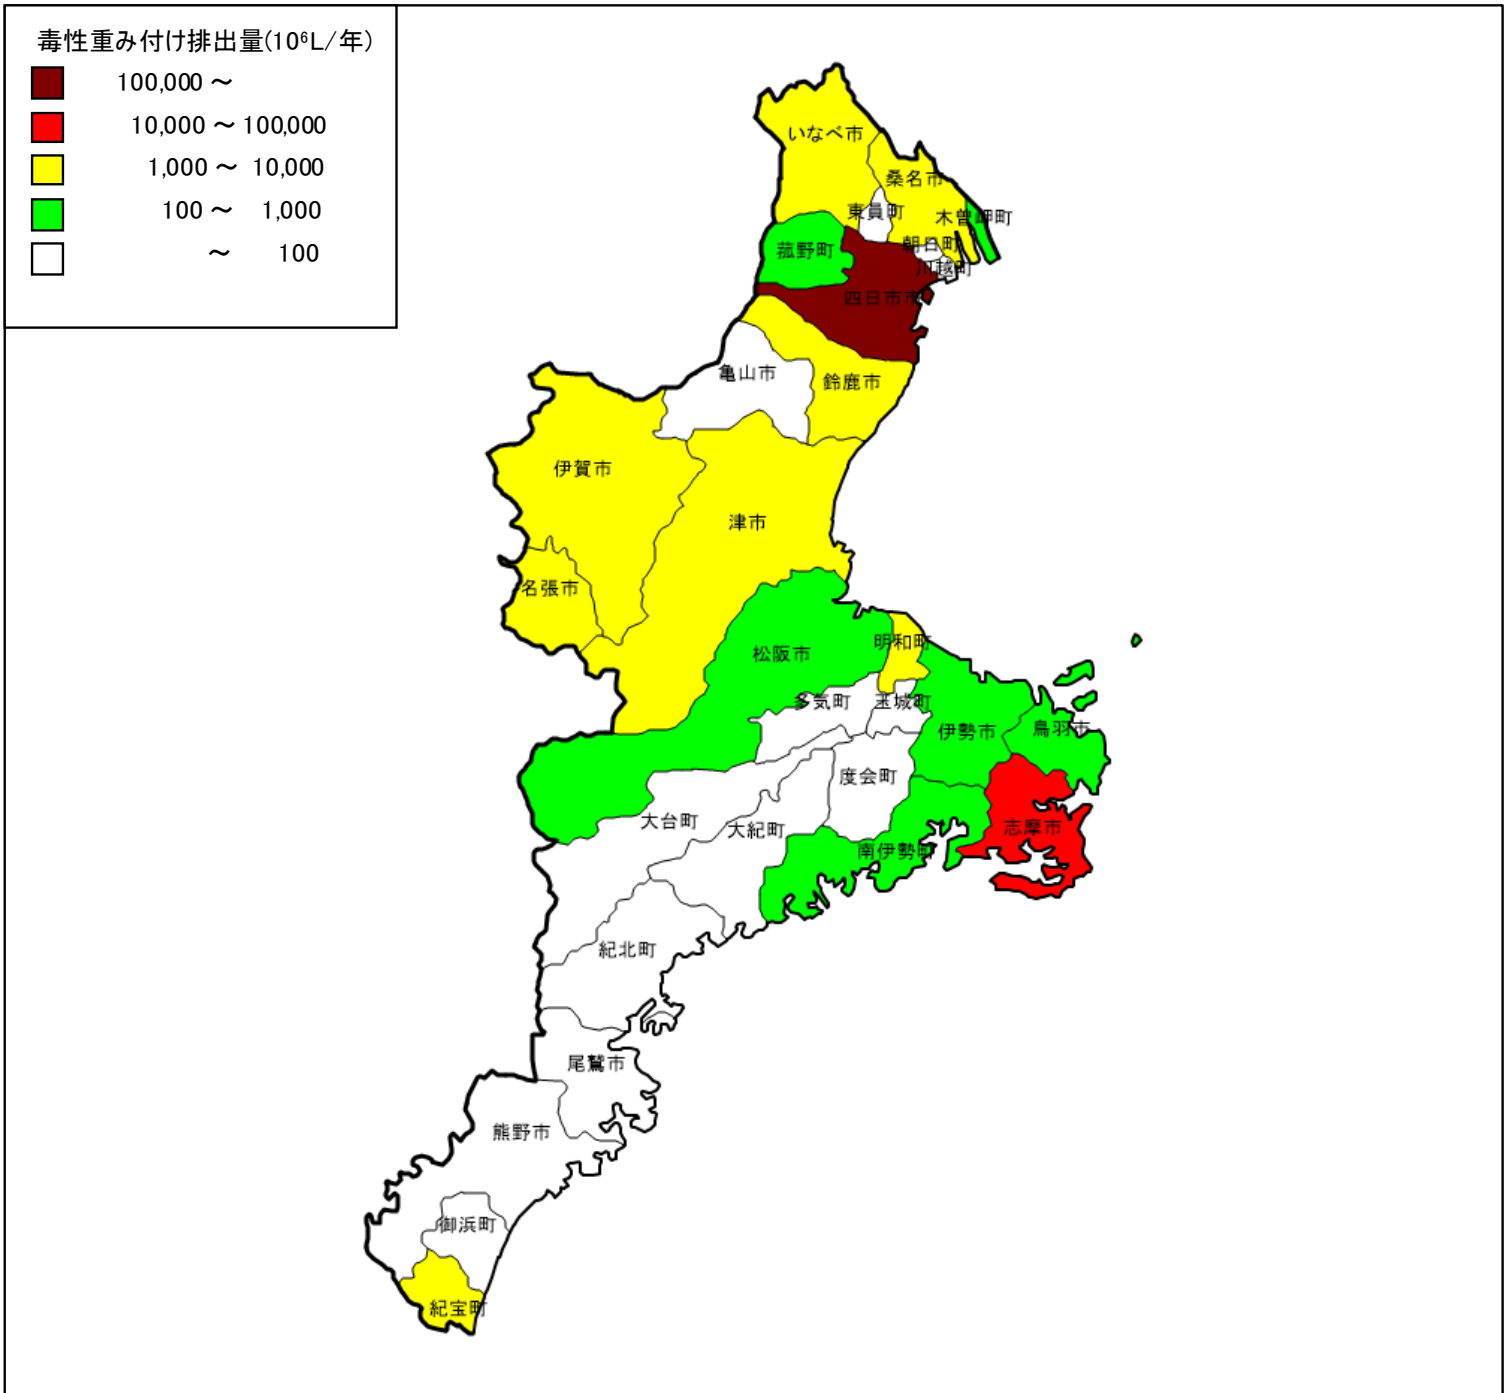 毒性重み付け排出量(10⁶L/年)
100,000 ～
10,000 ～ 100,000
1,000 ～ 10,000
100 ～ 1,000
～ 100
いなべ市
桑名市
東員町
木曽岬町
朝日町
菰野町
川越町
四日市市
亀山市
鈴鹿市
伊賀市
津市
名張市
明和町
松阪市
多気町
玉城町
伊勢市
鳥羽市
度会町
大台町
大紀町
志摩市
南伊勢町
紀北町
尾鷲市
熊野市
御浜町
紀宝町